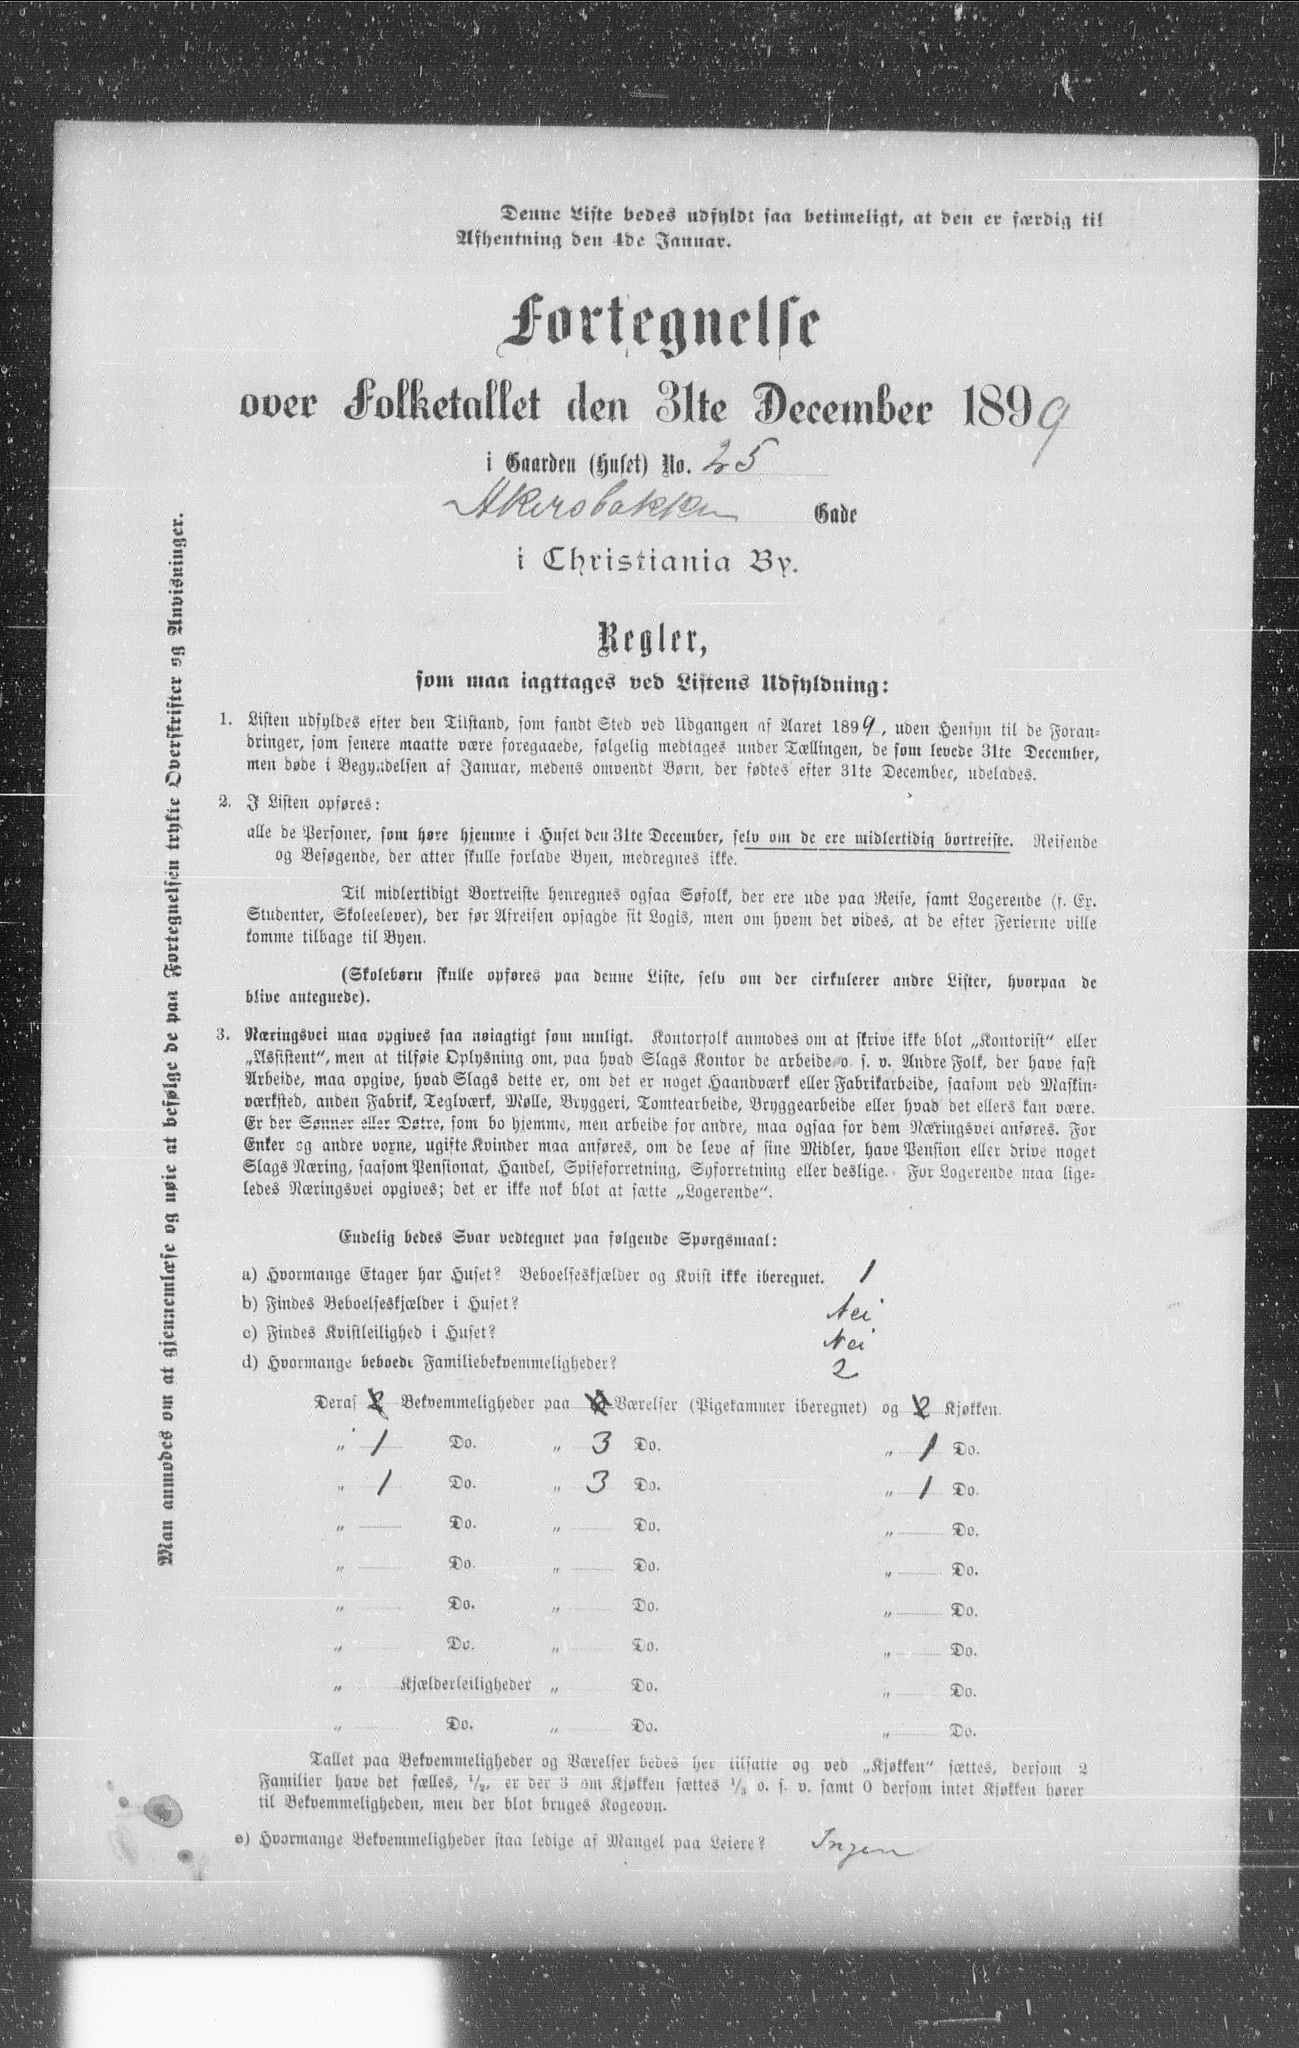 Denne Liste bedes udfyldt saa betimeligt, at den er færdig til
Afhentning den 4de Januar.
Fortegnelse
over Folketallet den 31te December 1899
i Gaarden (Huset) No. 25
Akersbakken Gade
i Christiania By.
Regler,
som maa iagttages ved Listens Udfyldning:
1. Listen udfyldes efter den Tilstand, som fandt Sted ved Udgangen af Aaret 1899, uden Hensyn til de Foran-
dringer, som senere maatte være foregaaede, følgelig medtages under Tællingen, de som levede 31te December,
men døde i Begyndelsen af Januar, medens omvendt Børn, der fødtes efter 31te December, udelades.
2. I Listen opføres:
alle de Personer, som høre hjemme i Huset den 31te December, selv om de ere midlertidig bortreiste. Reisende
og Besøgende, der atter skulle forlade Byen, medregnes ikke.
Til midlertidigt Bortreiste henregnes ogsaa Søfolk, der ere ude paa Reise, samt Logerende (f. Ex.
Studenter, Skoleelever), der før Afreisen opsagde sit Logis, men om hvem det vides, at de efter Ferierne ville
komme tilbage til Byen.
(Skolebørn skulle opføres paa denne Liste, selv om der cirkulerer andre Lister, hvorpaa de
blive antegnede).
3. Næringsvei maa opgives saa nøiagtigt som muligt. Kontorfolk anmodes om at skrive ikke blot „Kontorist“ eller
„Assistent“, men at tilføie Oplysning om, paa hvad Slags Kontor de arbeide o. s. v. Andre Folk, der have fast
Arbeide, maa opgive, hvad Slags dette er, om det er noget Haandværk eller Fabrikarbeide, saasom ved Maskin-
værksted, anden Fabrik, Teglværk, Mølle, Bryggeri, Tomtearbeide, Bryggearbeide eller hvad det ellers kan være.
Er der Sønner eller Døtre, som bo hjemme, men arbeide for andre, maa ogsaa for dem Næringsvei anføres. For
Enker og andre voxne, ugifte Kvinder maa anføres, om de leve af sine Midler, have Pension eller drive noget
Slags Næring, saasom Pensionat, Handel, Spiseforretning, Syforretning eller deslige. For Logerende maa lige-
ledes Næringsvei opgives; det er ikke nok blot at sætte „Logerende“.
Endelig bedes Svar vedtegnet paa følgende Spørgsmaal:
a) Hvormange Etager har Huset? Beboelseskjælder og Kvist ikke iberegnet. 1
b) Findes Beboelseskjælder i Huset? Nei
c) Findes Kvistleilighed i Huset? Nei
d) Hvormange beboede Familiebekvemmeligheder? 2
Deraf 2 Bekvemmeligheder paa Værelser (Pigekammer iberegnet) og 2 Kjøkken.
„ 1 Do. „ 3 Do. „ 1 Do.
„ 1 Do. „ 3 Do. „ 1 Do.
„ Do. „ Do. „ Do.
„ Do. „ Do. „ Do.
„ Do. „ Do. „ Do.
„ Do. „ Do. „ Do.
„ Kjælderleiligheder „ Do. „ Do.
„ Do. „ Do. „ Do.
Tallet paa Bekvemmeligheder og Værelser bedes her tilsatte og ved „Kjøkken“ sættes, dersom 2
Familier have det fælles, 1/2, er der 3 om Kjøkken sættes 1/3 o. s. v. samt 0 dersom intet Kjøkken hører
til Bekvemmeligheden, men der blot bruges Kogeovn.
e) Hvormange Bekvemmeligheder staa ledige af Mangel paa Leiere? Ingen
Man anmodes om at gjennemlæse og nøie at befølge de paa Fortegnelsen trykte Overskrifter og Anvisninger.